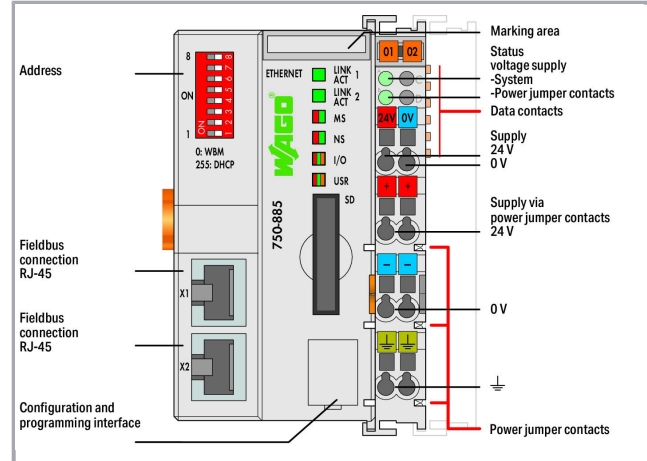 Address
8
ON
1
8
7
6
5
4
3
2
1
ON
0: WBM
255: DHCP
ETHERNET
LINK 1
ACT
LINK 2
ACT
MS
NS
I/O
USR
SD
WAGO
750-885
X1
X2
Fieldbus
connection
RJ-45
Fieldbus
connection
RJ-45
Configuration and
programming interface
01 02
24V 0V
+ +
− −
Marking area
Status
voltage supply
-System
-Power jumper contacts
Data contacts
Supply
24 V
0 V
Supply via
power jumper contacts
24 V
0 V
Power jumper contacts